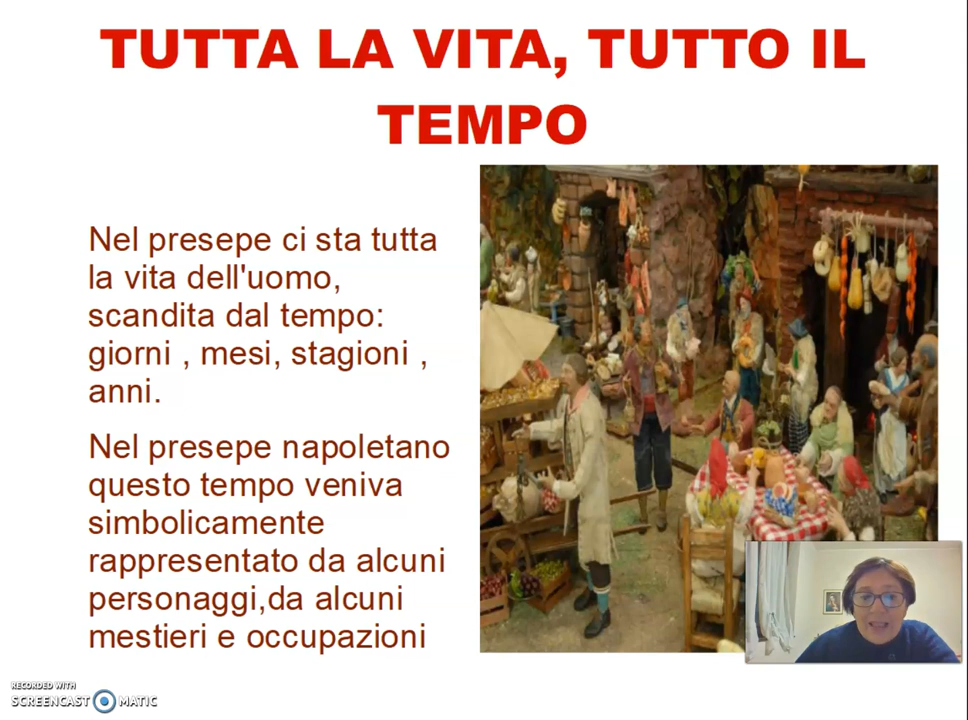 TUTTA LA VITA, TUTTO IL
TEMPO
Nel presepe ci sta tutta
la vita dell'uomo,
scandita dal tempo:
giorni , mesi, stagioni ,
anni.
Nel presepe napoletano
questo tempo veniva
simbolicamente
rappresentato da alcuni
personaggi,da alcuni
mestieri e occupazioni
RECORDED WITH
SCREENCAST MATIC